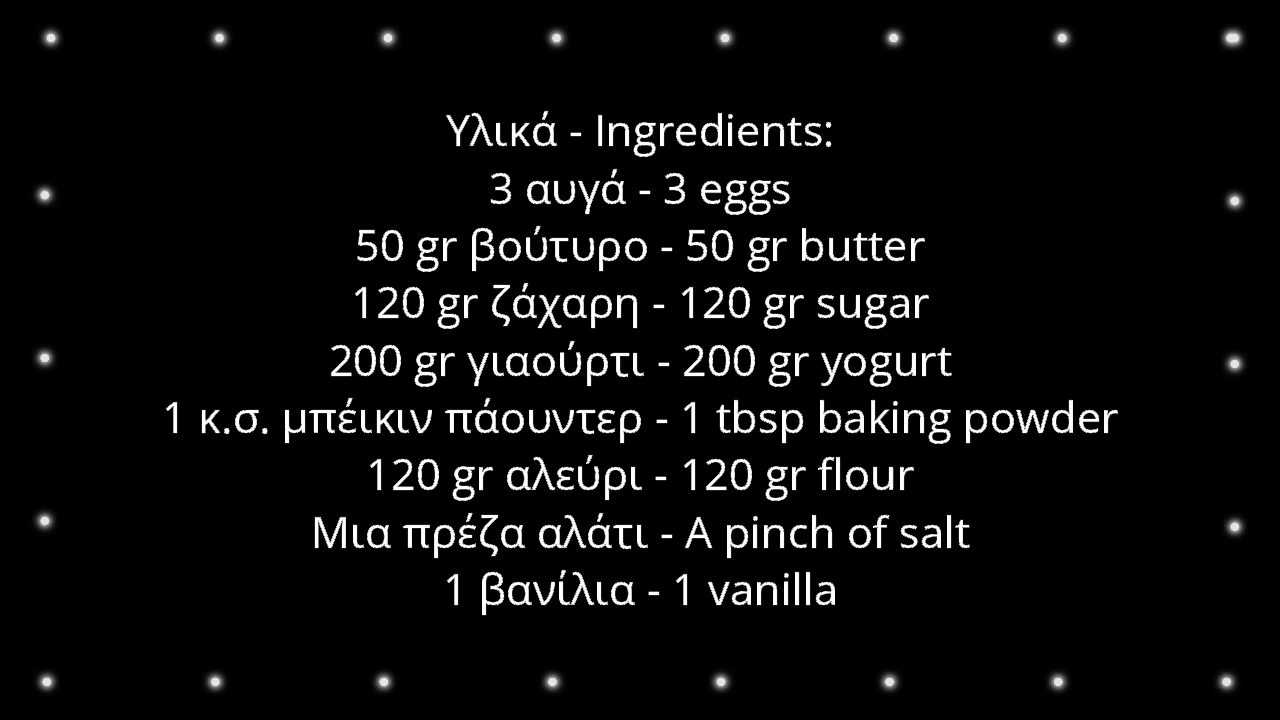 Υλικά - Ingredients:
3 αυγά - 3 eggs
50 gr βούτυρο - 50 gr butter
120 gr ζάχαρη - 120 gr sugar
200 gr γιαούρτι - 200 gr yogurt
1 κ.σ. μπέικιν πάουντερ - 1 tbsp baking powder
120 gr αλεύρι - 120 gr flour
Μια πρέζα αλάτι - A pinch of salt
1 βανίλια - 1 vanilla